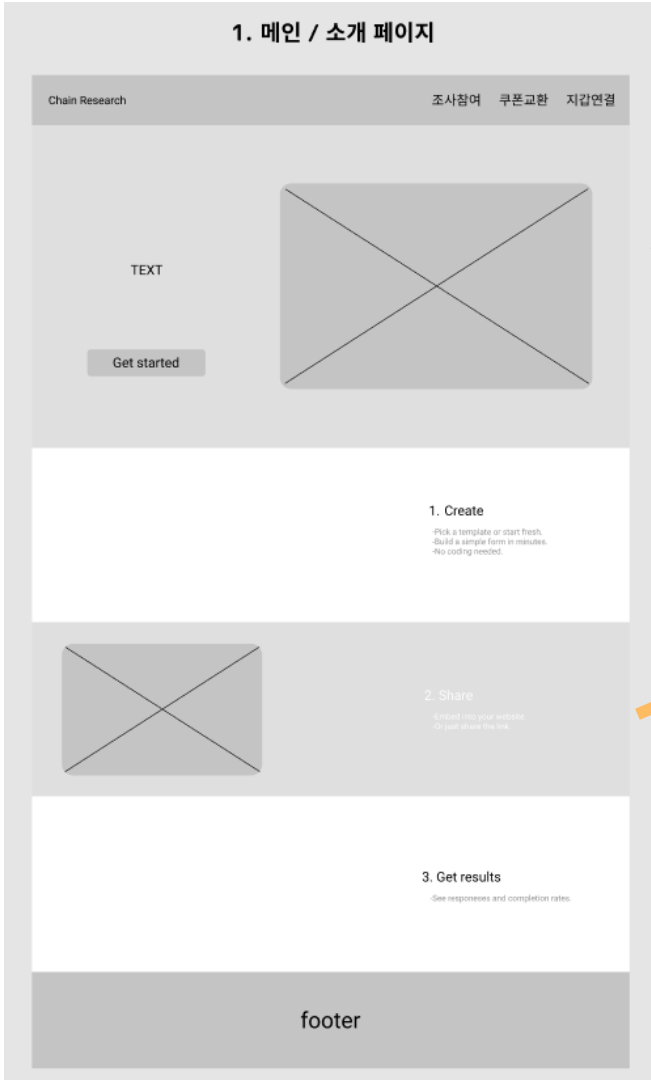 1. 메인 / 소개 페이지
Chain Research
조사참여 쿠폰교환 지갑연결
TEXT
Get started
1. Create
-Pick a template or start fresh.
-Build a simple form in minutes.
-No coding needed.
2. Share
-Embed into your website
-Or just share the link.
3. Get results
-See responeses and completion rates.
footer